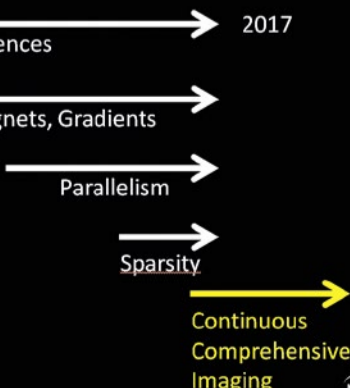 2017
ences
gnets, Gradients
Parallelism
Sparsity
Continuous
Comprehensive
Imaging